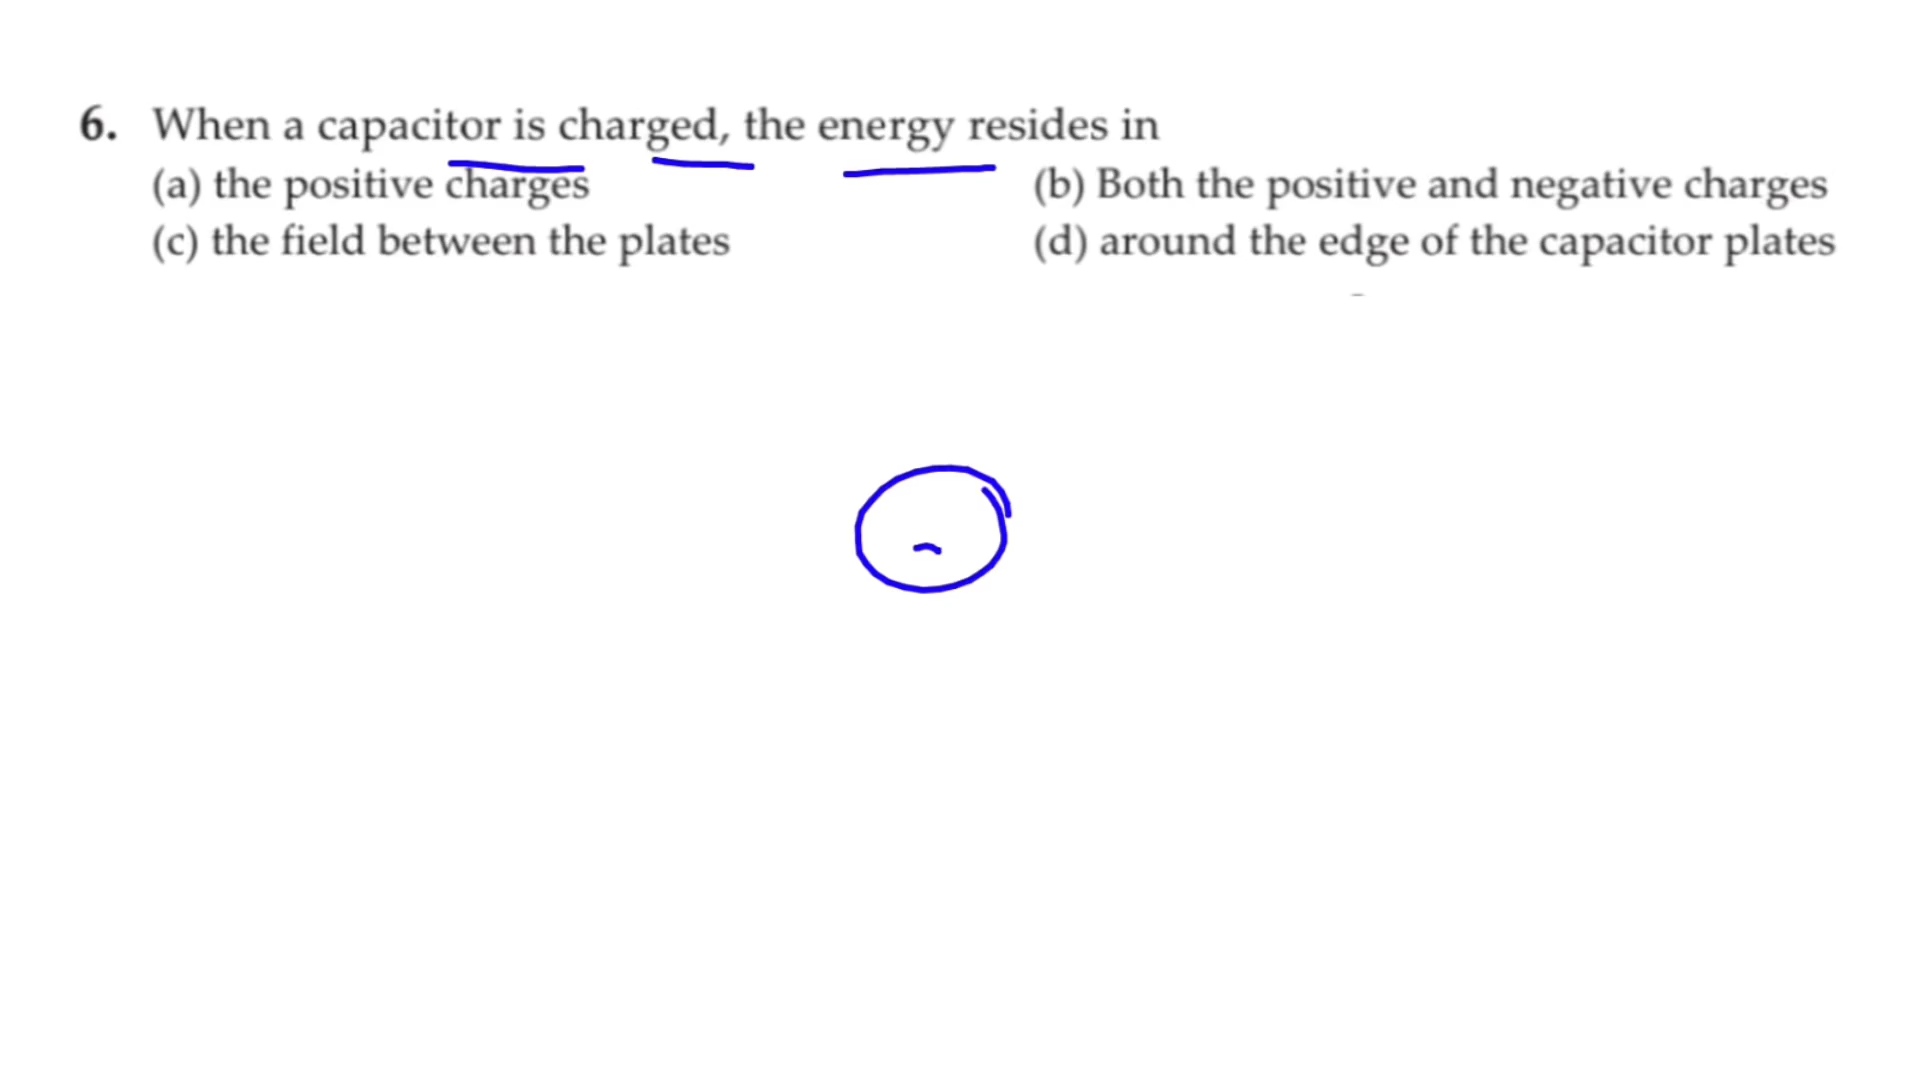 6. When a capacitor is charged, the energy resides in
(a) the positive charges (b) Both the positive and negative charges
(c) the field between the plates (d) around the edge of the capacitor plates